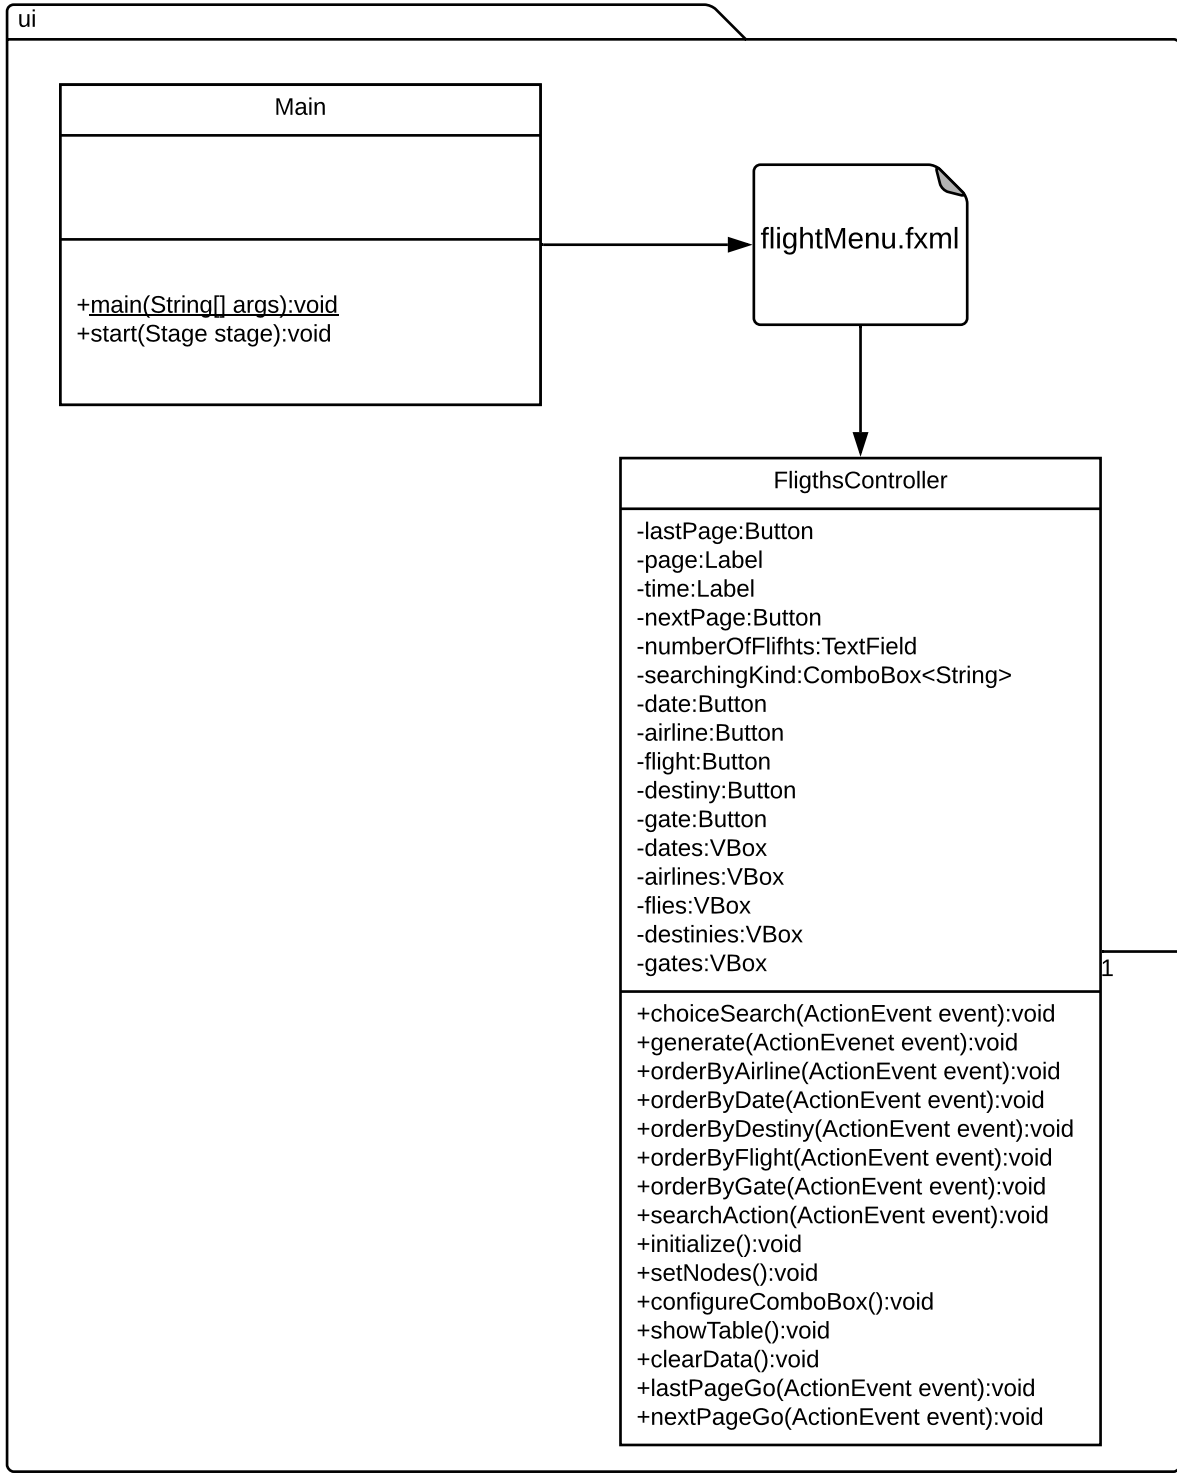 ui
Main
+main(String[] args):void
+start(Stage stage):void
flightMenu.fxml
FligthsController
-lastPage:Button
-page:Label
-time:Label
-nextPage:Button
-numberOfFlifhts:TextField
-searchingKind:ComboBox<String>
-date:Button
-airline:Button
-flight:Button
-destiny:Button
-gate:Button
-dates:VBox
-airlines:VBox
-flies:VBox
-destinies:VBox
-gates:VBox
1
+choiceSearch(ActionEvent event):void
+generate(ActionEvenet event):void
+orderByAirline(ActionEvent event):void
+orderByDate(ActionEvent event):void
+orderByDestiny(ActionEvent event):void
+orderByFlight(ActionEvent event):void
+orderByGate(ActionEvent event):void
+searchAction(ActionEvent event):void
+initialize():void
+setNodes():void
+configureComboBox():void
+showTable():void
+clearData():void
+lastPageGo(ActionEvent event):void
+nextPageGo(ActionEvent event):void